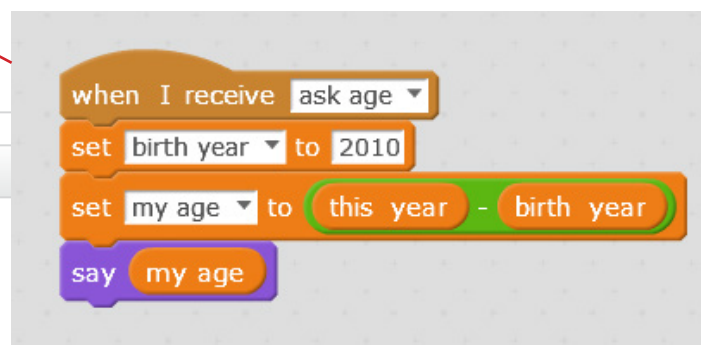 when I receive ask age
set birth year to 2010
set my age to this year - birth year
say my age